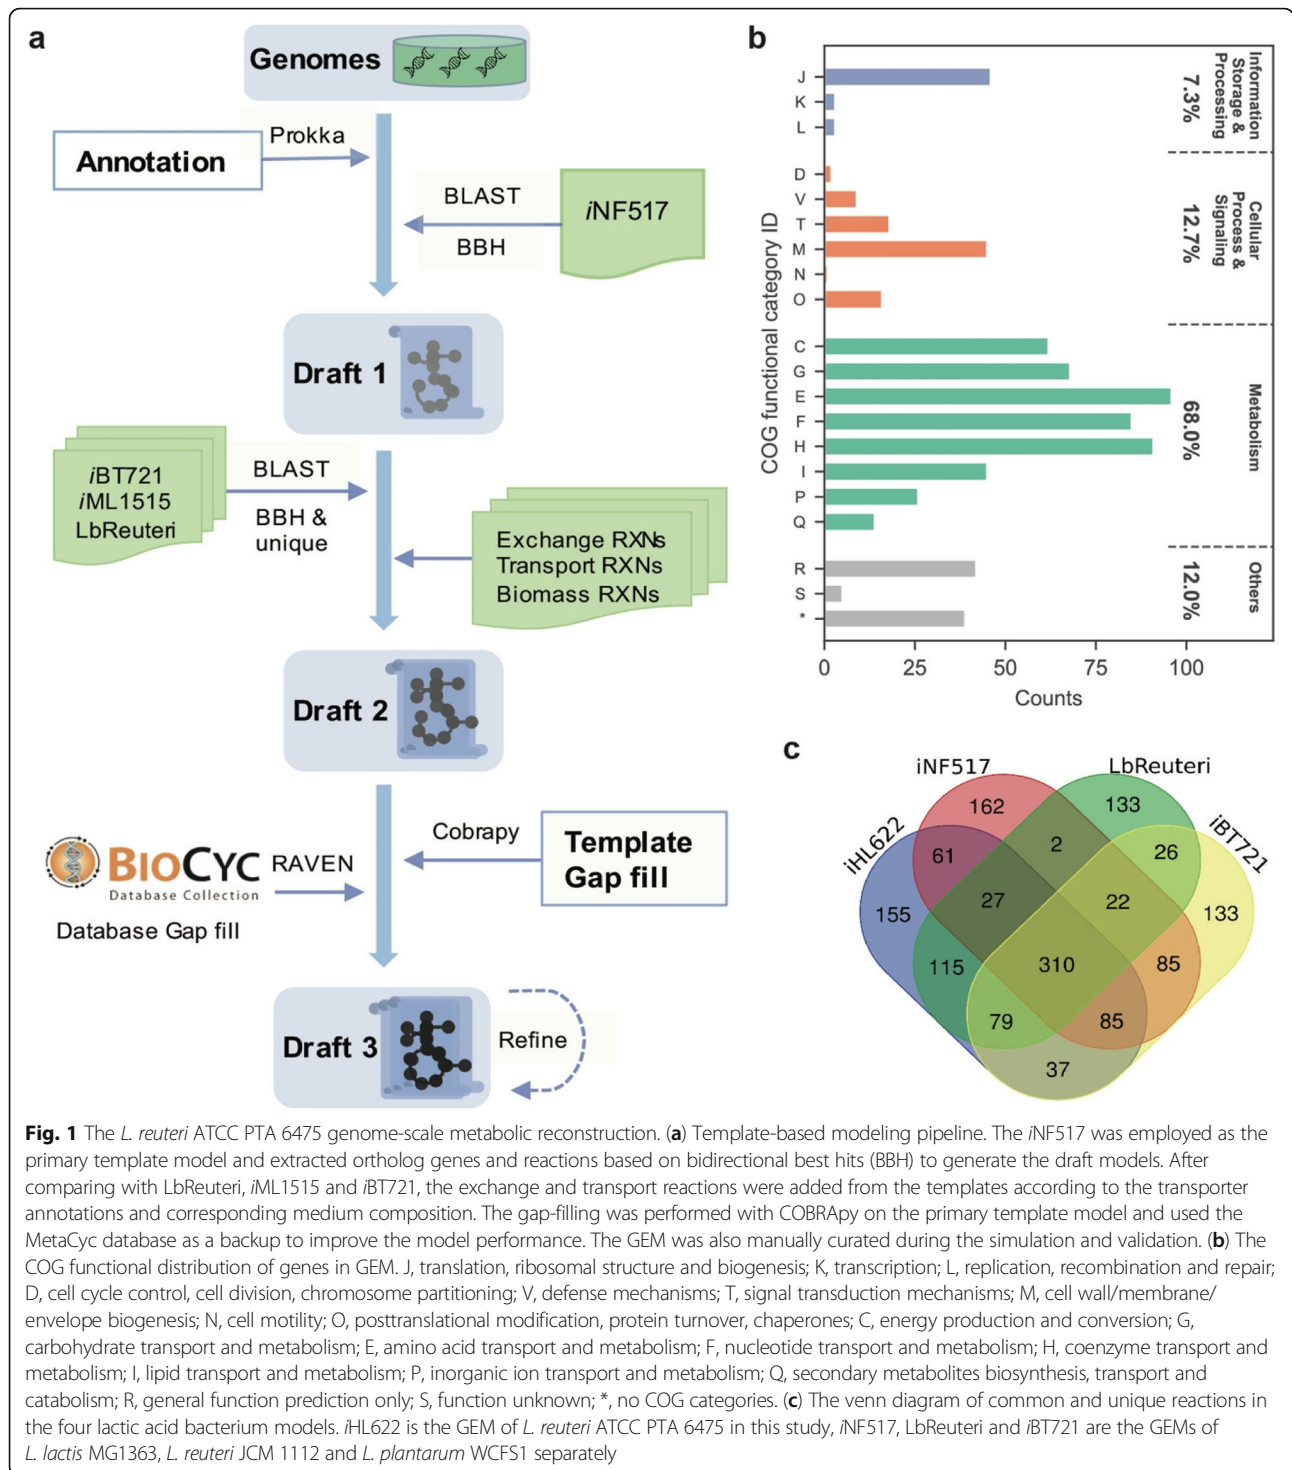 a
Genomes
Prokka
Annotation
BLAST
BBH
iNF517
Draft 1
iBT721
iML1515
LbReuteri
BLAST
BBH &
unique
Exchange RXNs
Transport RXNs
Biomass RXNs
Draft 2
BIOCYC
Database Collection
RAVEN
Database Gap fill
Cobrapy
Template
Gap fill
Draft 3
Refine
b
COG functional category ID
J
K
L
D
V
T
M
N
O
C
G
E
F
H
I
P
Q
R
S
*
0 25 50 75 100
Counts
Information
Storage &
Processing
7.3%
Cellular
Process &
Signaling
12.7%
Metabolism
68.0%
Others
12.0%
c
iNF517
LbReuteri
iHL622
iBT721
162
133
61
2
26
155
27
22
133
115
310
85
79
85
37
Fig. 1 The L. reuteri ATCC PTA 6475 genome-scale metabolic reconstruction. (a) Template-based modeling pipeline. The iNF517 was employed as the
primary template model and extracted ortholog genes and reactions based on bidirectional best hits (BBH) to generate the draft models. After
comparing with LbReuteri, iML1515 and iBT721, the exchange and transport reactions were added from the templates according to the transporter
annotations and corresponding medium composition. The gap-filling was performed with COBRApy on the primary template model and used the
MetaCyc database as a backup to improve the model performance. The GEM was also manually curated during the simulation and validation. (b) The
COG functional distribution of genes in GEM. J, translation, ribosomal structure and biogenesis; K, transcription; L, replication, recombination and repair;
D, cell cycle control, cell division, chromosome partitioning; V, defense mechanisms; T, signal transduction mechanisms; M, cell wall/membrane/
envelope biogenesis; N, cell motility; O, posttranslational modification, protein turnover, chaperones; C, energy production and conversion; G,
carbohydrate transport and metabolism; E, amino acid transport and metabolism; F, nucleotide transport and metabolism; H, coenzyme transport and
metabolism; I, lipid transport and metabolism; P, inorganic ion transport and metabolism; Q, secondary metabolites biosynthesis, transport and
catabolism; R, general function prediction only; S, function unknown; *, no COG categories. (c) The venn diagram of common and unique reactions in
the four lactic acid bacterium models. iHL622 is the GEM of L. reuteri ATCC PTA 6475 in this study, iNF517, LbReuteri and iBT721 are the GEMs of
L. lactis MG1363, L. reuteri JCM 1112 and L. plantarum WCFS1 separately